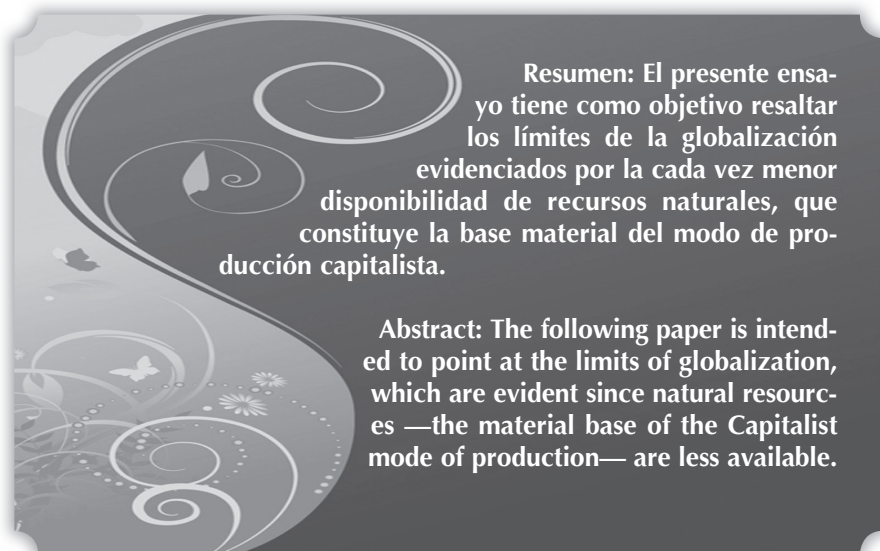 Resumen: El presente ensa-
yo tiene como objetivo resaltar
los límites de la globalización
evidenciados por la cada vez menor
disponibilidad de recursos naturales, que
constituye la base material del modo de pro-
ducción capitalista.
Abstract: The following paper is intend-
ed to point at the limits of globalization,
which are evident since natural resourc-
es —the material base of the Capitalist
mode of production— are less available.